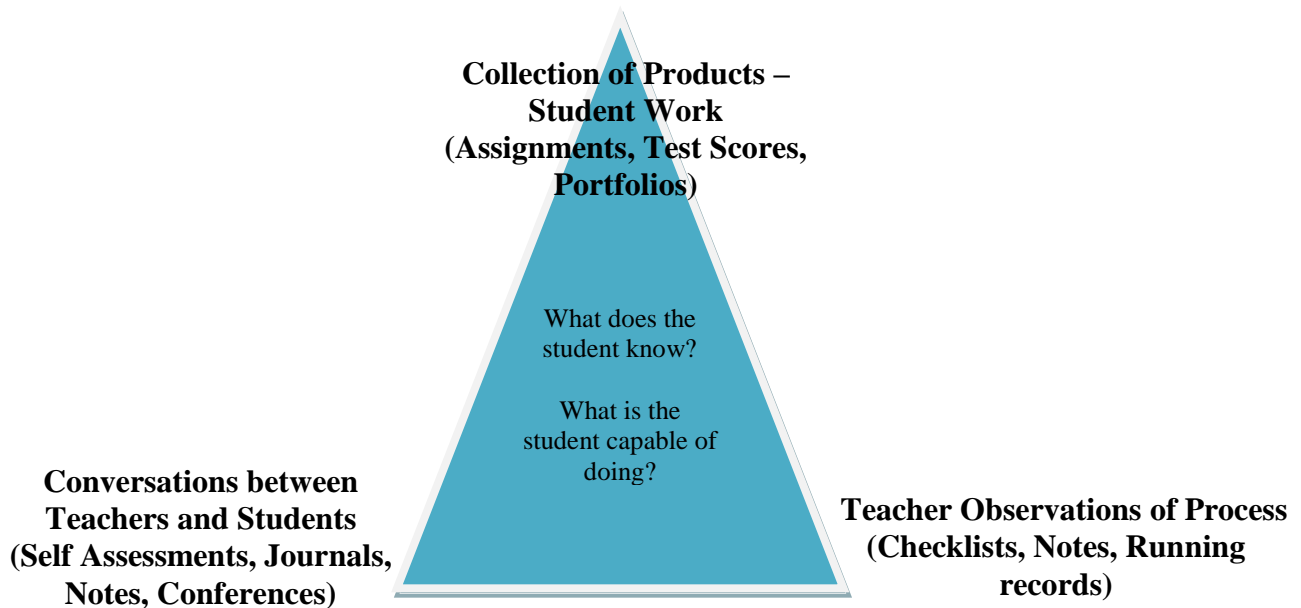 Collection of Products –
Student Work
(Assignments, Test Scores,
Portfolios)
What does the
student know?
What is the
student capable of
doing?
Conversations between
Teachers and Students
(Self Assessments, Journals,
Notes, Conferences)
Teacher Observations of Process
(Checklists, Notes, Running
records)